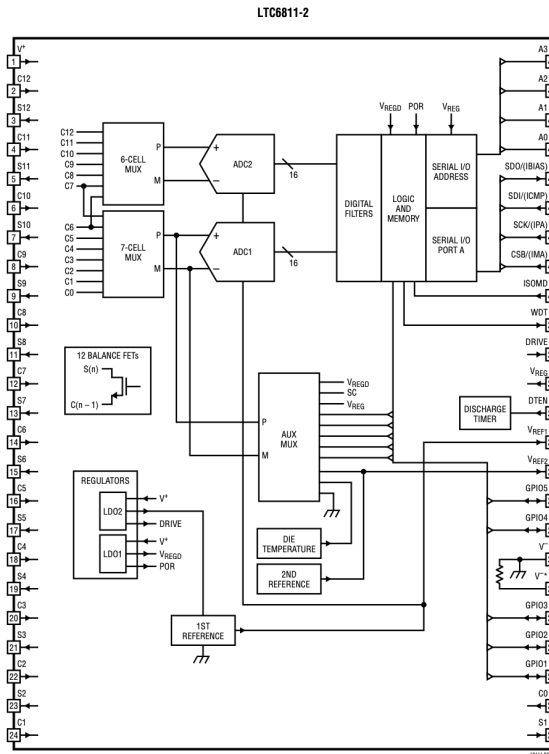 LTC6811-2
V+
1
C12
2
S12
3
C11
4
S11
5
C10
6
S10
7
C9
8
S9
9
C8
10
S8
11
C7
12
S7
13
C6
14
S6
15
C5
16
S5
17
C4
18
S4
19
C3
20
S3
21
C2
22
S2
23
C1
24
C12
C11
C10
C9
C8
C7
6-CELL
MUX
P
M
C6
C5
C4
C3
C2
C1
C0
7-CELL
MUX
P
M
+
−
ADC2
16
+
−
ADC1
16
DIGITAL
FILTERS
VREGD POR VREG
LOGIC
AND
MEMORY
SERIAL I/O
ADDRESS
SERIAL I/O
PORT A
12 BALANCE FETs
S(n)
C(n – 1)
P
M
AUX
MUX
VREGD
SC
VREG
DISCHARGE
TIMER
REGULATORS
LDO2
V+
DRIVE
LDO1
V+
VREGD
POR
DIE
TEMPERATURE
2ND
REFERENCE
1ST
REFERENCE
A3
A2
A1
A0
SDO/(IBIAS)
SDI/(ICMP)
SCK/(IPA)
CSB/(IMA)
ISOMD
WDT
DRIVE
VREG
DTEN
VREF1
VREF2
GPIO5
GPIO4
V–
V–*
GPIO3
GPIO2
GPIO1
C0
S1